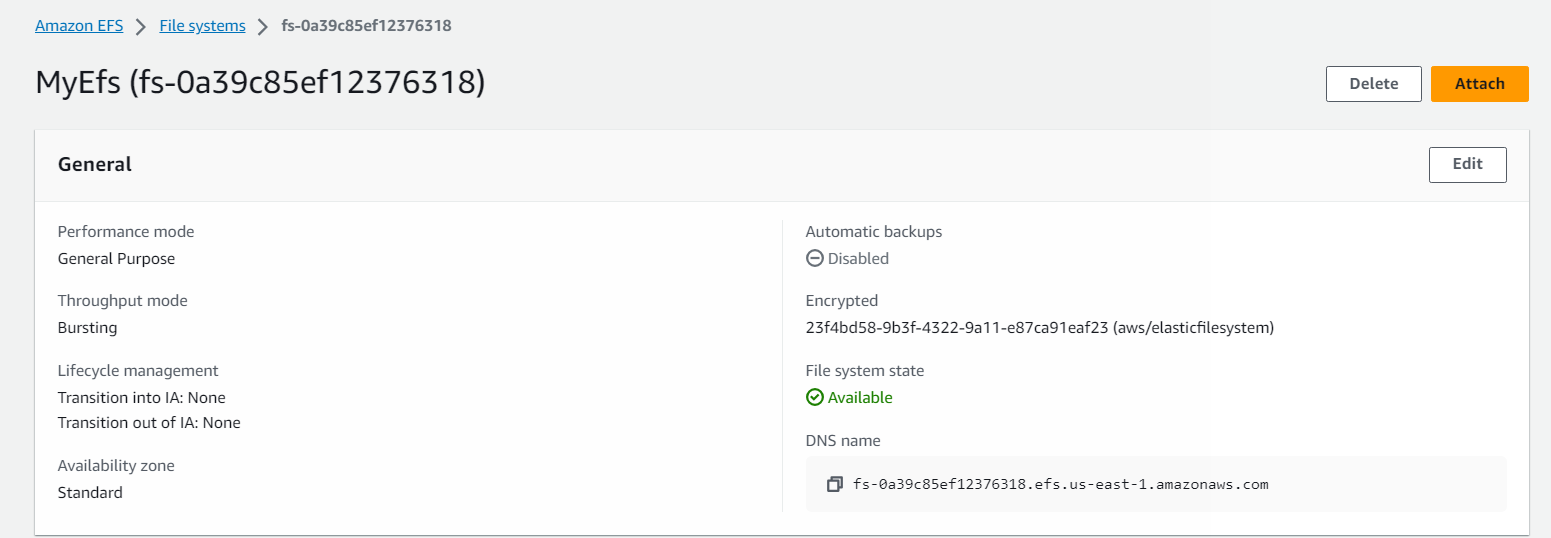 Amazon EFS > File systems > fs-0a39c85ef12376318
MyEfs (fs-0a39c85ef12376318)
Delete
Attach
General
Edit
Performance mode
General Purpose
Throughput mode
Bursting
Lifecycle management
Transition into IA: None
Transition out of IA: None
Availability zone
Standard
Automatic backups
Disabled
Encrypted
23f4bd58-9b3f-4322-9a11-e87ca91eaf23 (aws/elasticfilesystem)
File system state
Available
DNS name
fs-0a39c85ef12376318.efs.us-east-1.amazonaws.com